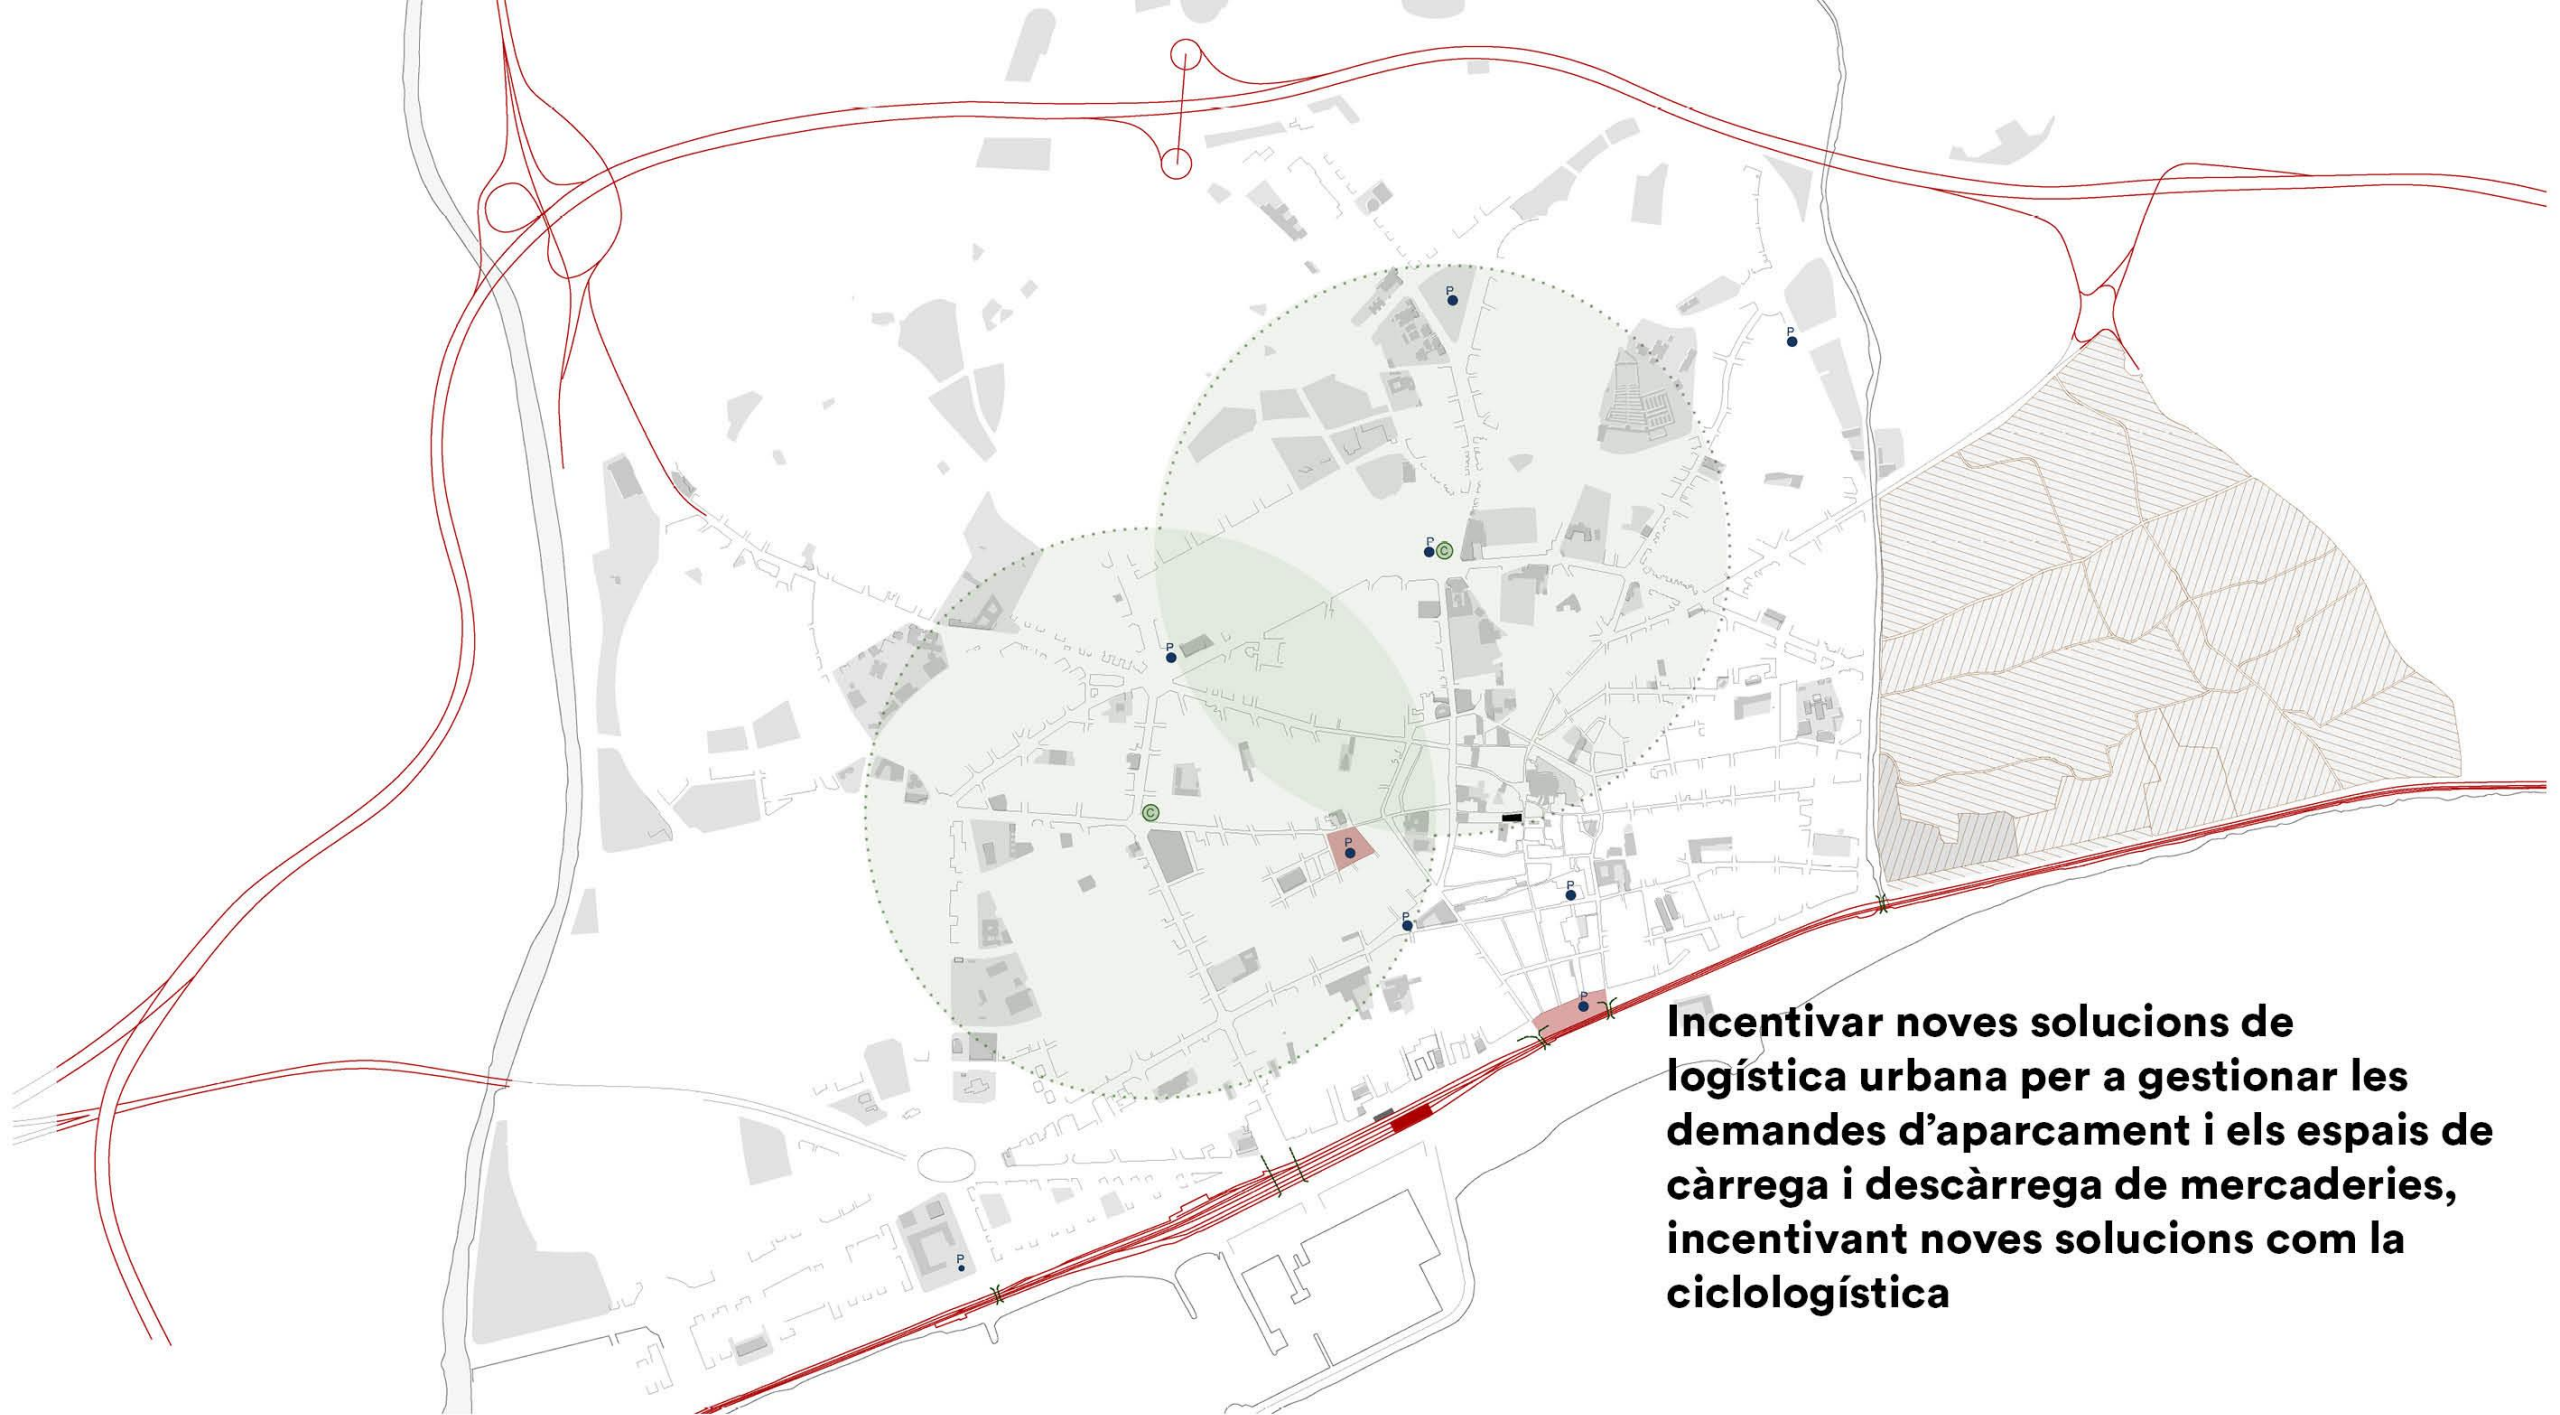 P
P
P
C
P
C
P
P
P
P
P
Incentivar noves solucions de
logística urbana per a gestionar les
demandes d’aparcament i els espais de
càrrega i descàrrega de mercaderies,
incentivant noves solucions com la
ciclologística